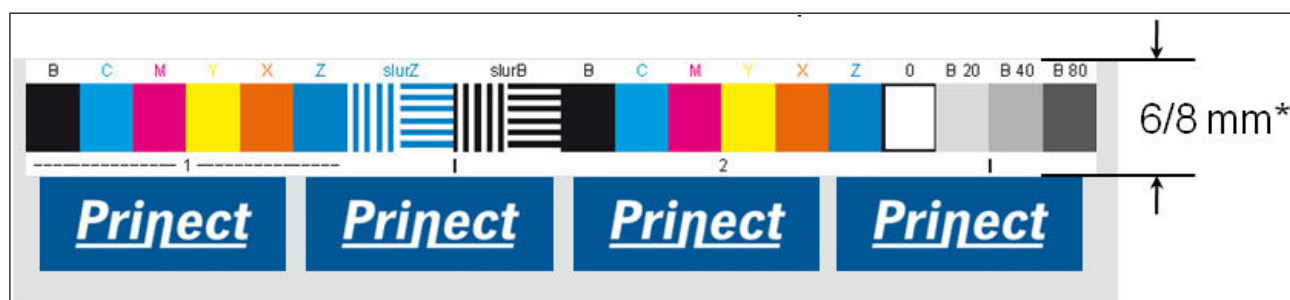 B C M Y X Z slurZ slurB B C M Y X Z 0 B 20 B 40 B 80
6/8 mm*
1 2
Prinect Prinect Prinect Prinect